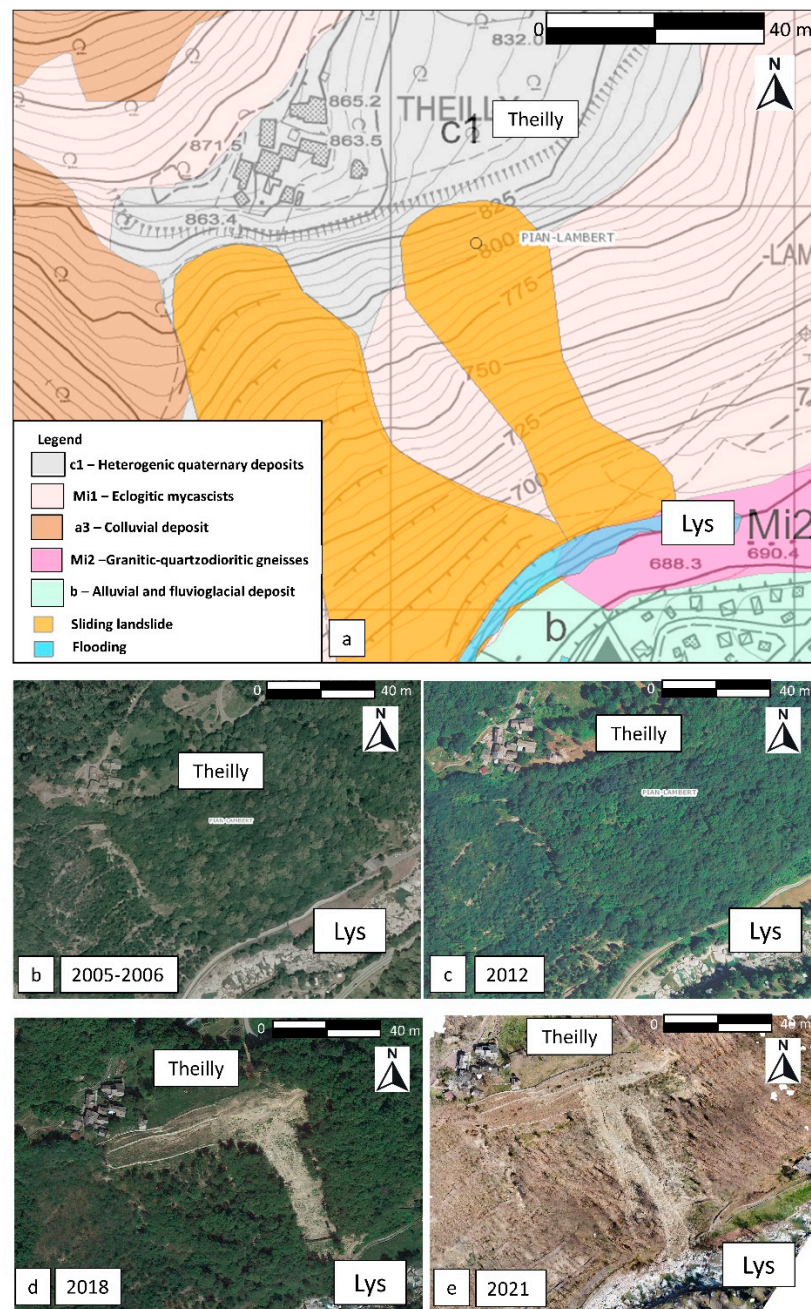 0 40 m
832.0
N
865.2
THEILLY
Theilly
863.5
c1
871.5
863.4
825
800
PIAN-LAMBERT
-LAM
775
750
725
700
Legend
c1 – Heterogenic quaternary deposits
Mi1 – Eclogitic mycascists
a3 – Colluvial deposit
Mi2 –Granitic-quartzodioritic gneisses
b – Alluvial and fluvioglacial deposit
Sliding landslide
Flooding
Lys
Mi2
688.3
690.4
a
b
0 40 m
N
Theilly
PIAN-LAMBERT
Lys
b 2005-2006
0 40 m
N
Theilly
PIAN-LAMBERT
Lys
c 2012
0 40 m
N
Theilly
Lys
d 2018
0 40 m
N
Theilly
Lys
e 2021